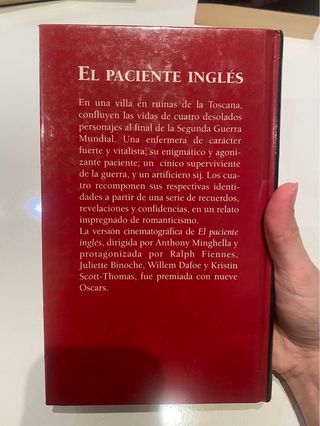 EL PACIENTE INGLÉS
En una villa en ruinas de la Toscana,
confluyen las vidas de cuatro desolados
personajes al final de la Segunda Guerra
Mundial. Una enfermera de carácter
fuerte y vitalista; su enigmático y agoni-
zante paciente; un cínico superviviente
de la guerra, y un artificiero sij. Los cua-
tro recomponen sus respectivas identi-
dades a partir de una serie de recuerdos,
revelaciones y confidencias, en un relato
impregnado de romanticismo.
La versión cinematográfica de El paciente
inglés, dirigida por Anthony Minghella y
protagonizada por Ralph Fiennes,
Juliette Binoche, Willem Dafoe y Kristin
Scott-Thomas, fue premiada con nueve
Oscars.